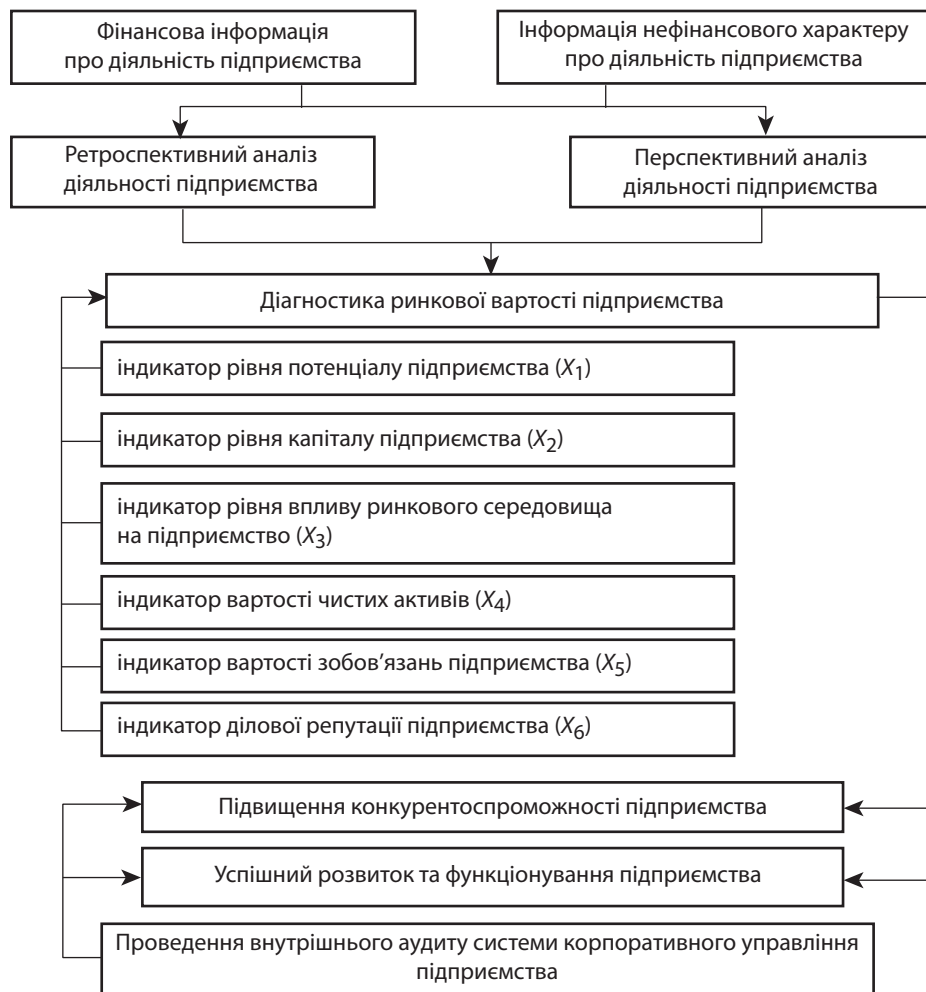 Фінансова інформація
про діяльність підприємства
Інформація нефінансового характеру
про діяльність підприємства
Ретроспективний аналіз
діяльності підприємства
Перспективний аналіз
діяльності підприємства
Діагностика ринкової вартості підприємства
індикатор рівня потенціалу підприємства (X1)
індикатор рівня капіталу підприємства (X2)
індикатор рівня впливу ринкового середовища
на підприємство (X3)
індикатор вартості чистих активів (X4)
індикатор вартості зобов’язань підприємства (X5)
індикатор ділової репутації підприємства (X6)
Підвищення конкурентоспроможності підприємства
Успішний розвиток та функціонування підприємства
Проведення внутрішнього аудиту системи корпоративного управління
підприємства